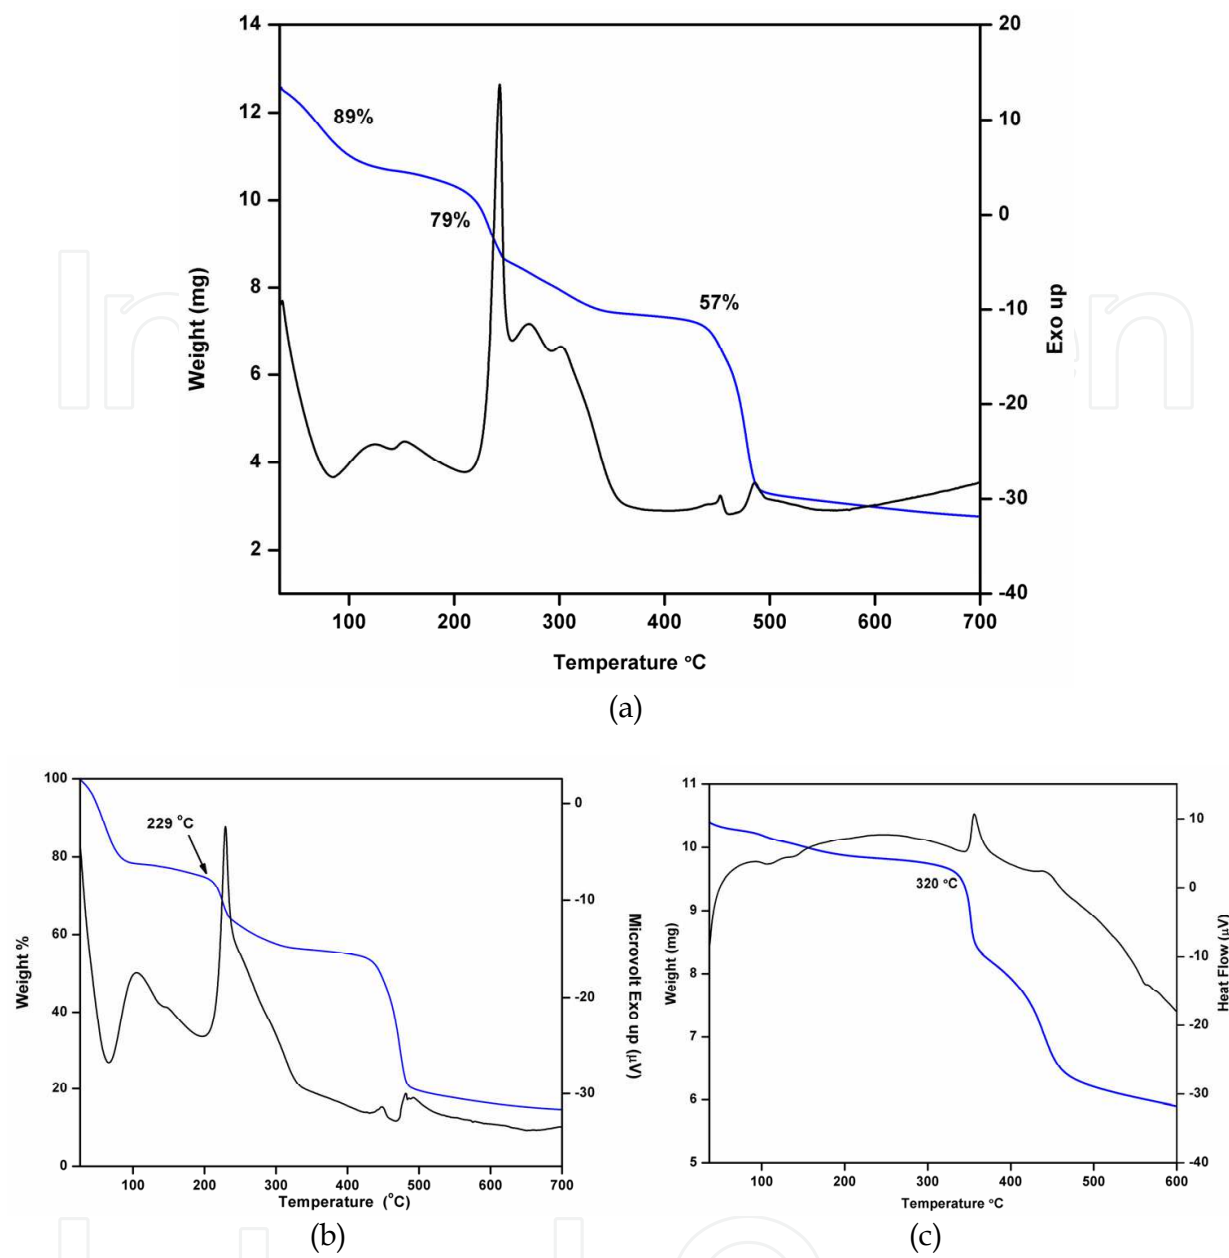 14
12
10
8
6
4
2
Weight (mg)
89%
79%
57%
20
10
0
-10
-20
-30
-40
Exo up
100 200 300 400 500 600 700
Temperature °C
(a)
100
80
60
40
20
0
Weight %
229 °C
0
-10
-20
-30
Microvolt Exo up (µV)
100 200 300 400 500 600 700
Temperature (°C)
(b)
11
10
9
8
7
6
5
Weight (mg)
320 °C
10
0
-10
-20
-30
-40
Heat Flow (µV)
100 200 300 400 500 600
Temperature °C
(c)